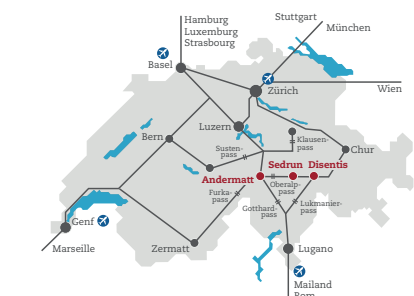 Hamburg
Luxemburg
Strasbourg
Stuttgart
München
Basel
Zürich
Wien
Luzern
Bern
Klausen-
pass
Susten-
pass
Chur
Sedrun
Disentis
Andermatt
Furka-
pass
Oberalp-
pass
Gotthard-
pass
Lukmanier-
pass
Genf
Marseille
Zermatt
Lugano
Mailand
Rom